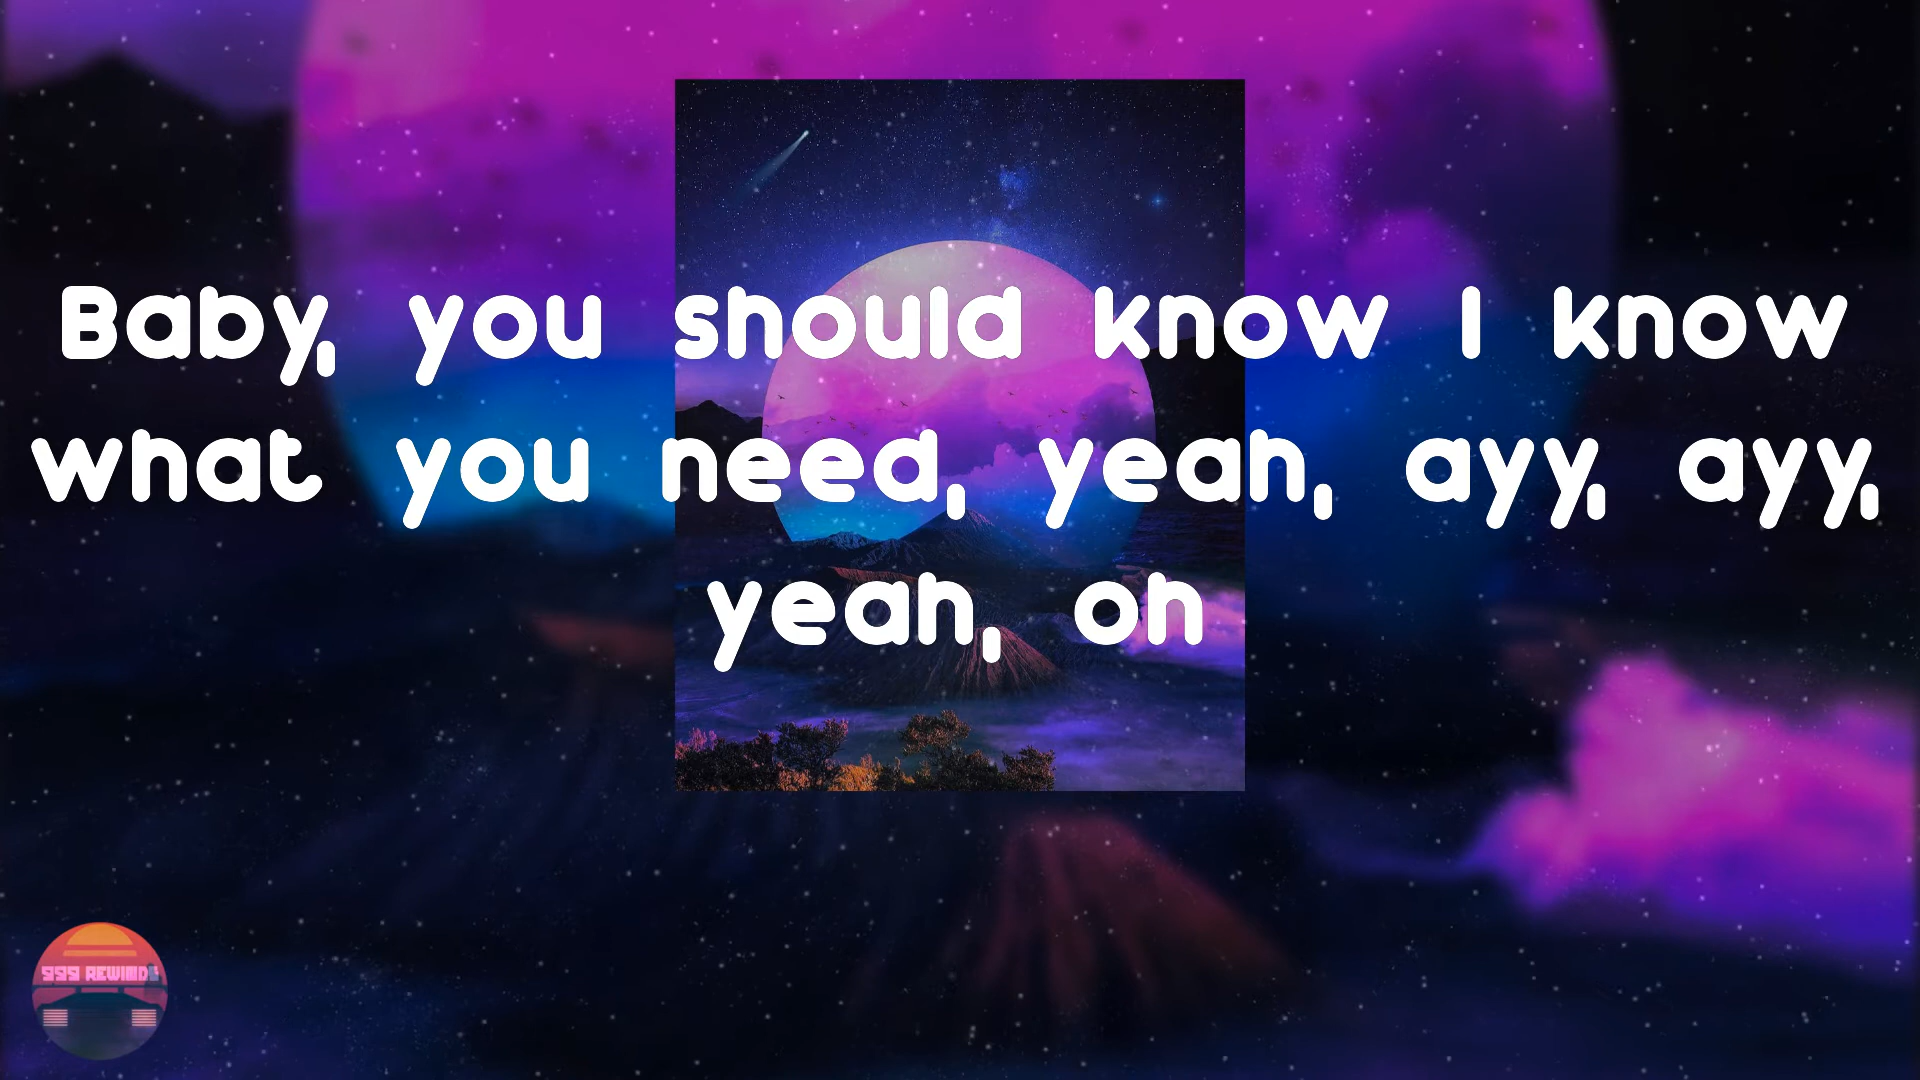 Baby, you should know I know
what you need, yeah, ayy, ayy,
yeah, oh
999 REWIND